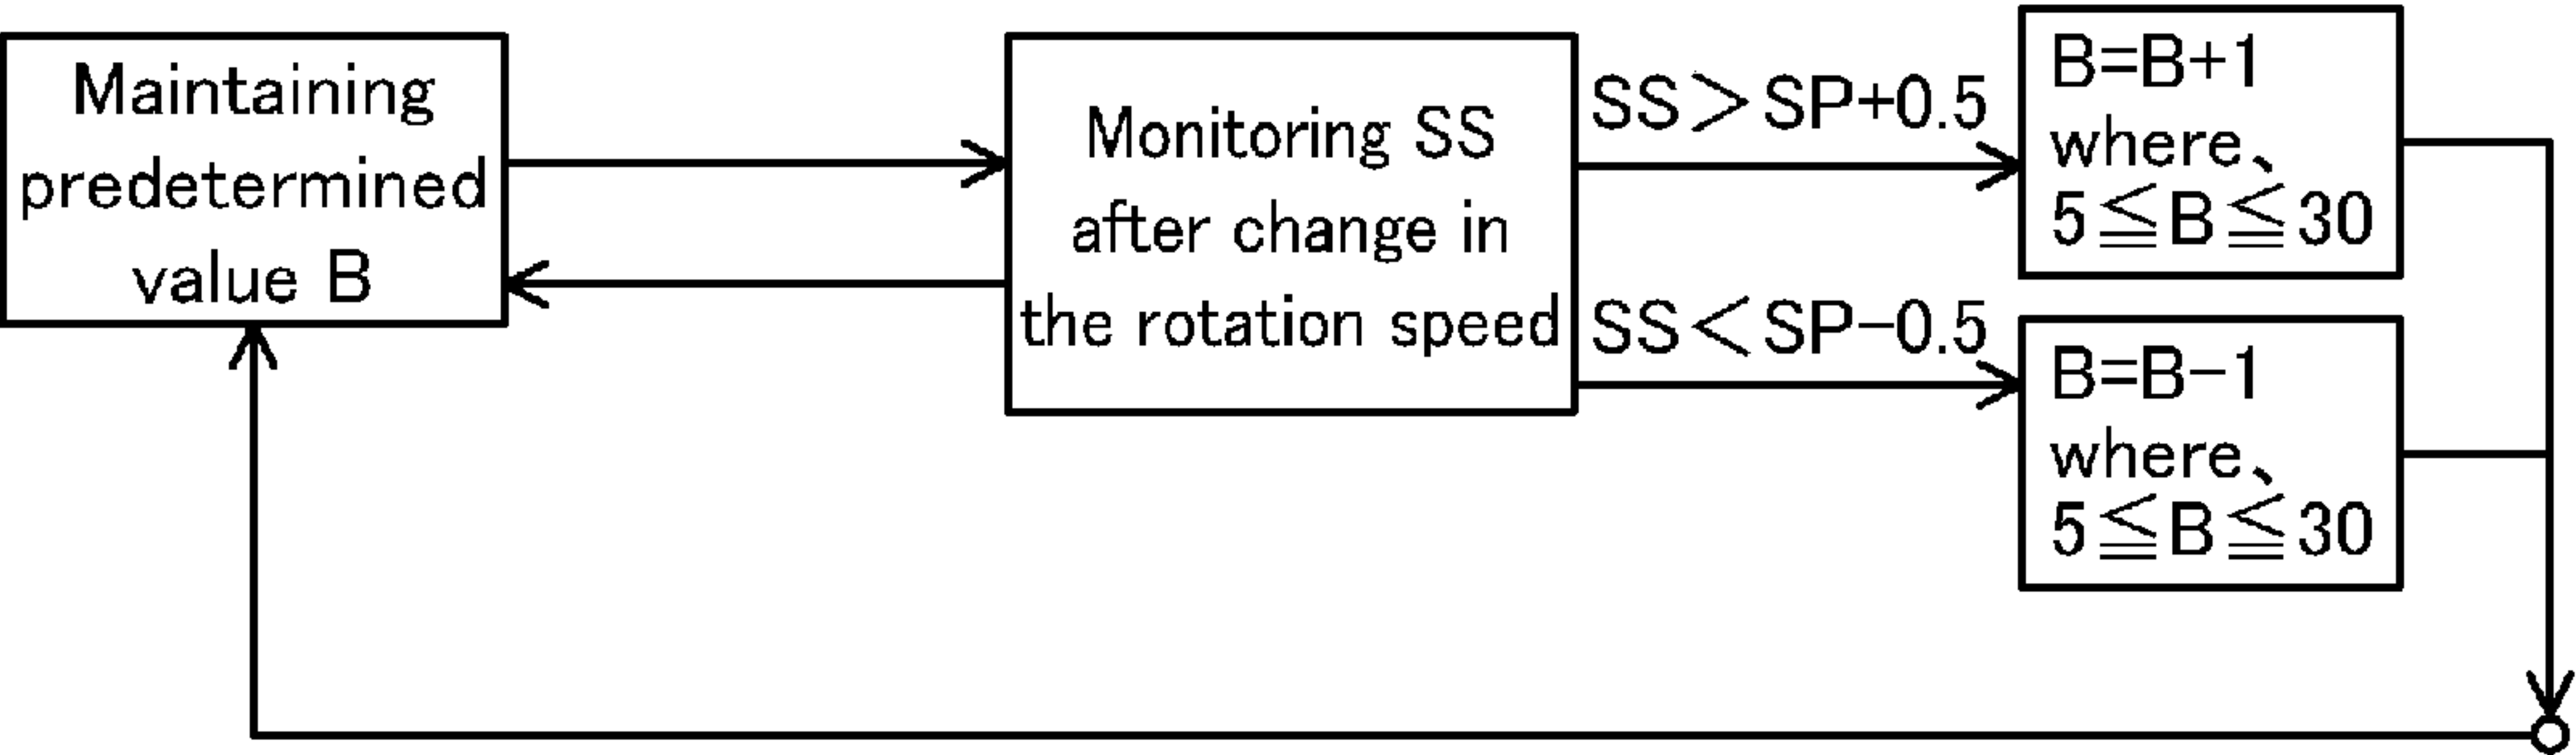 Maintaining
predetermined
value B
Monitoring SS
after change in
the rotation speed
SS＞SP+0.5
SS＜SP−0.5
B=B+1
where、
5≦B≦30
B=B−1
where、
5≦B≦30